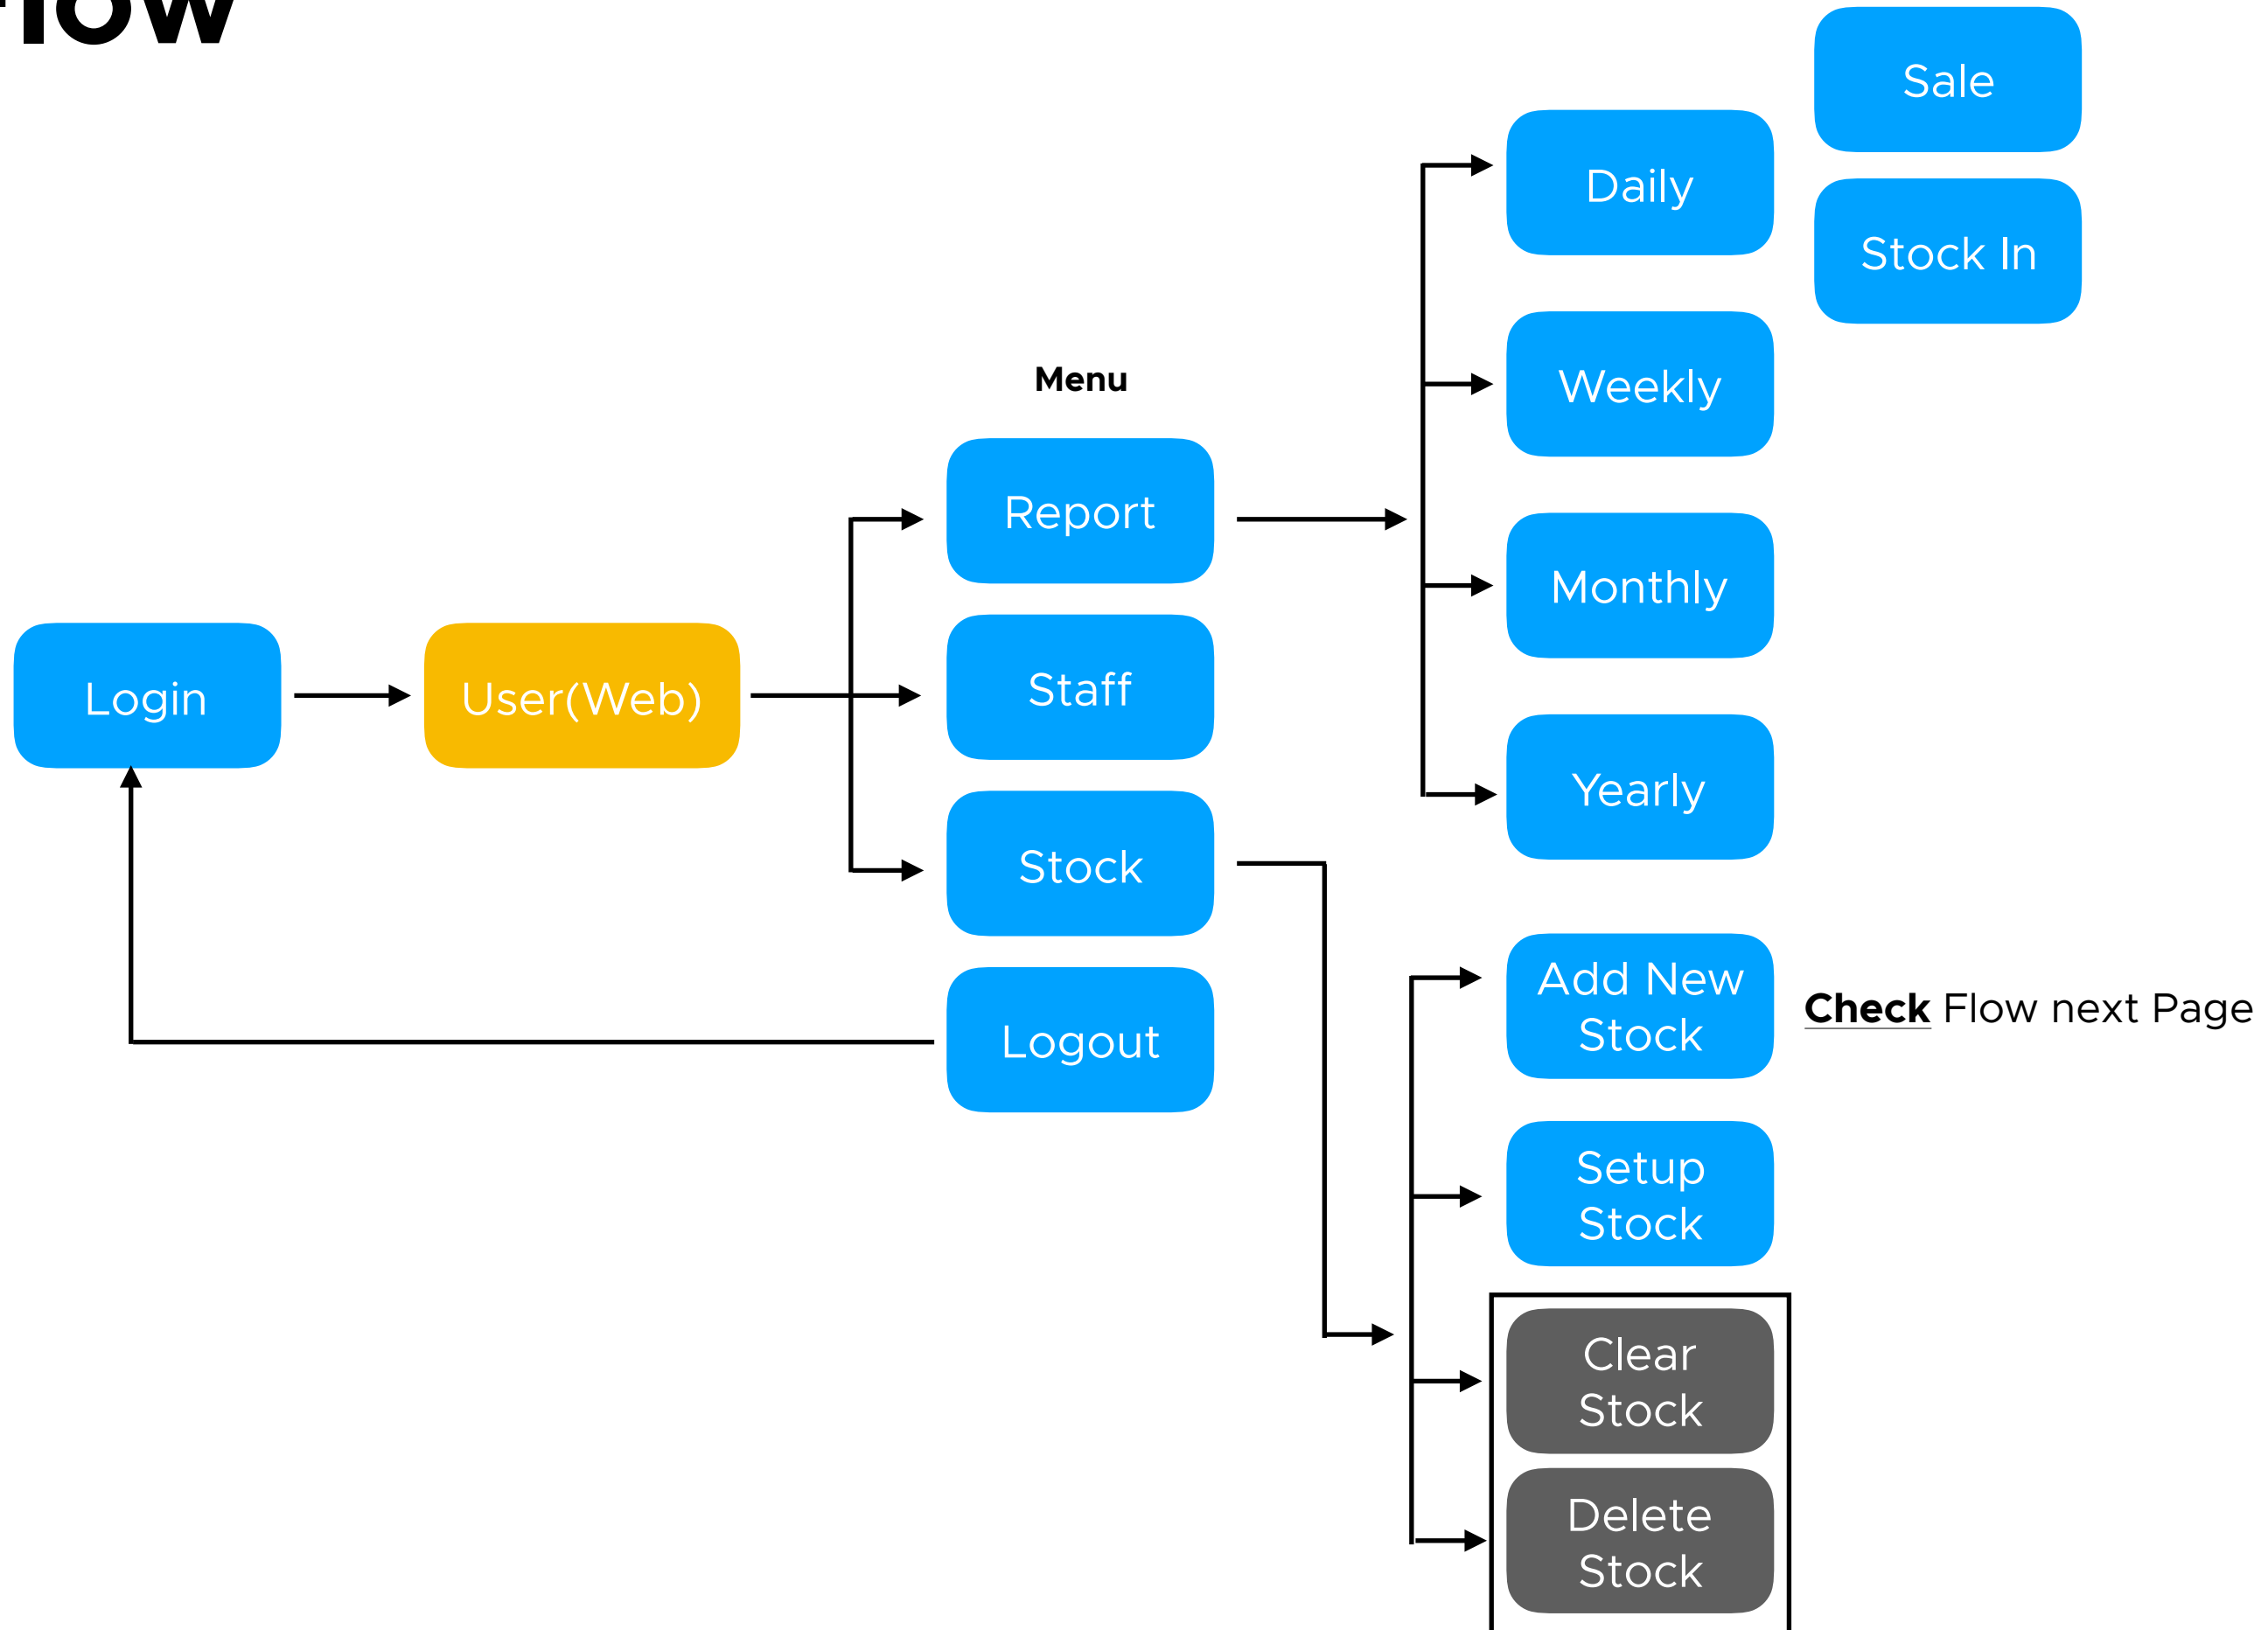 Sale
Daily
Stock In
Weekly
Menu
Report
Monthly
Login
User(Web)
Staff
Yearly
Stock
Add New
Stock
Check Flow next Page
Logout
Setup
Stock
Clear
Stock
Delete
Stock